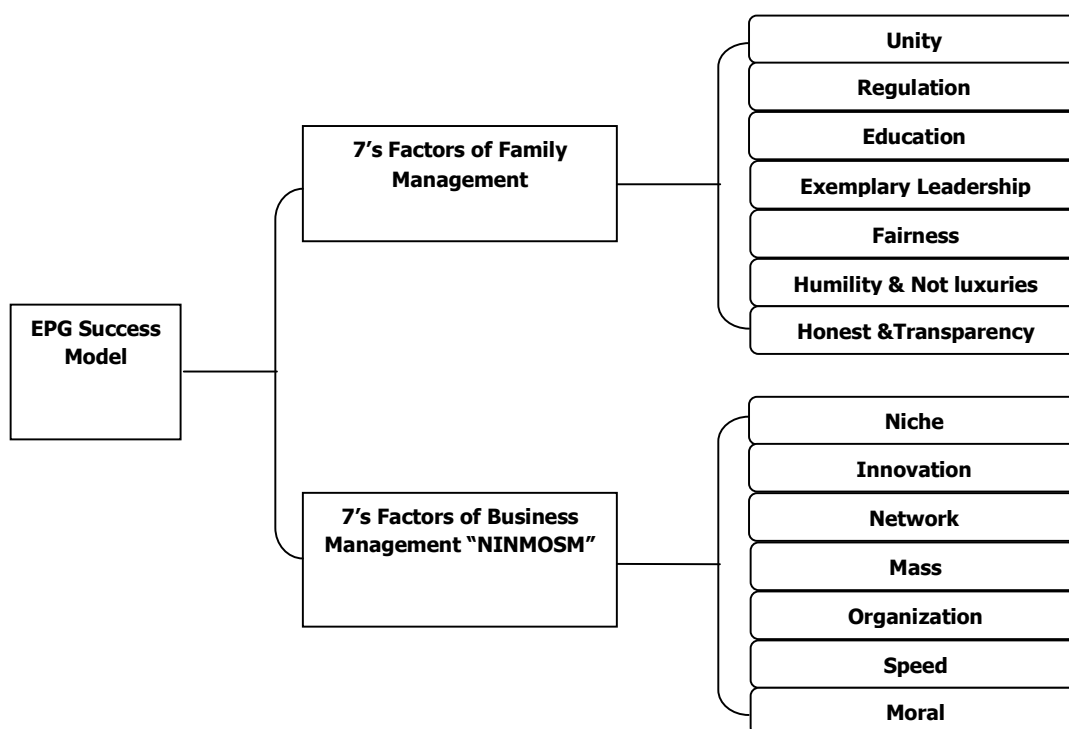 EPG Success
Model
7’s Factors of Family
Management
Unity
Regulation
Education
Exemplary Leadership
Fairness
Humility & Not luxuries
Honest &Transparency
7’s Factors of Business
Management “NINMOSM”
Niche
Innovation
Network
Mass
Organization
Speed
Moral